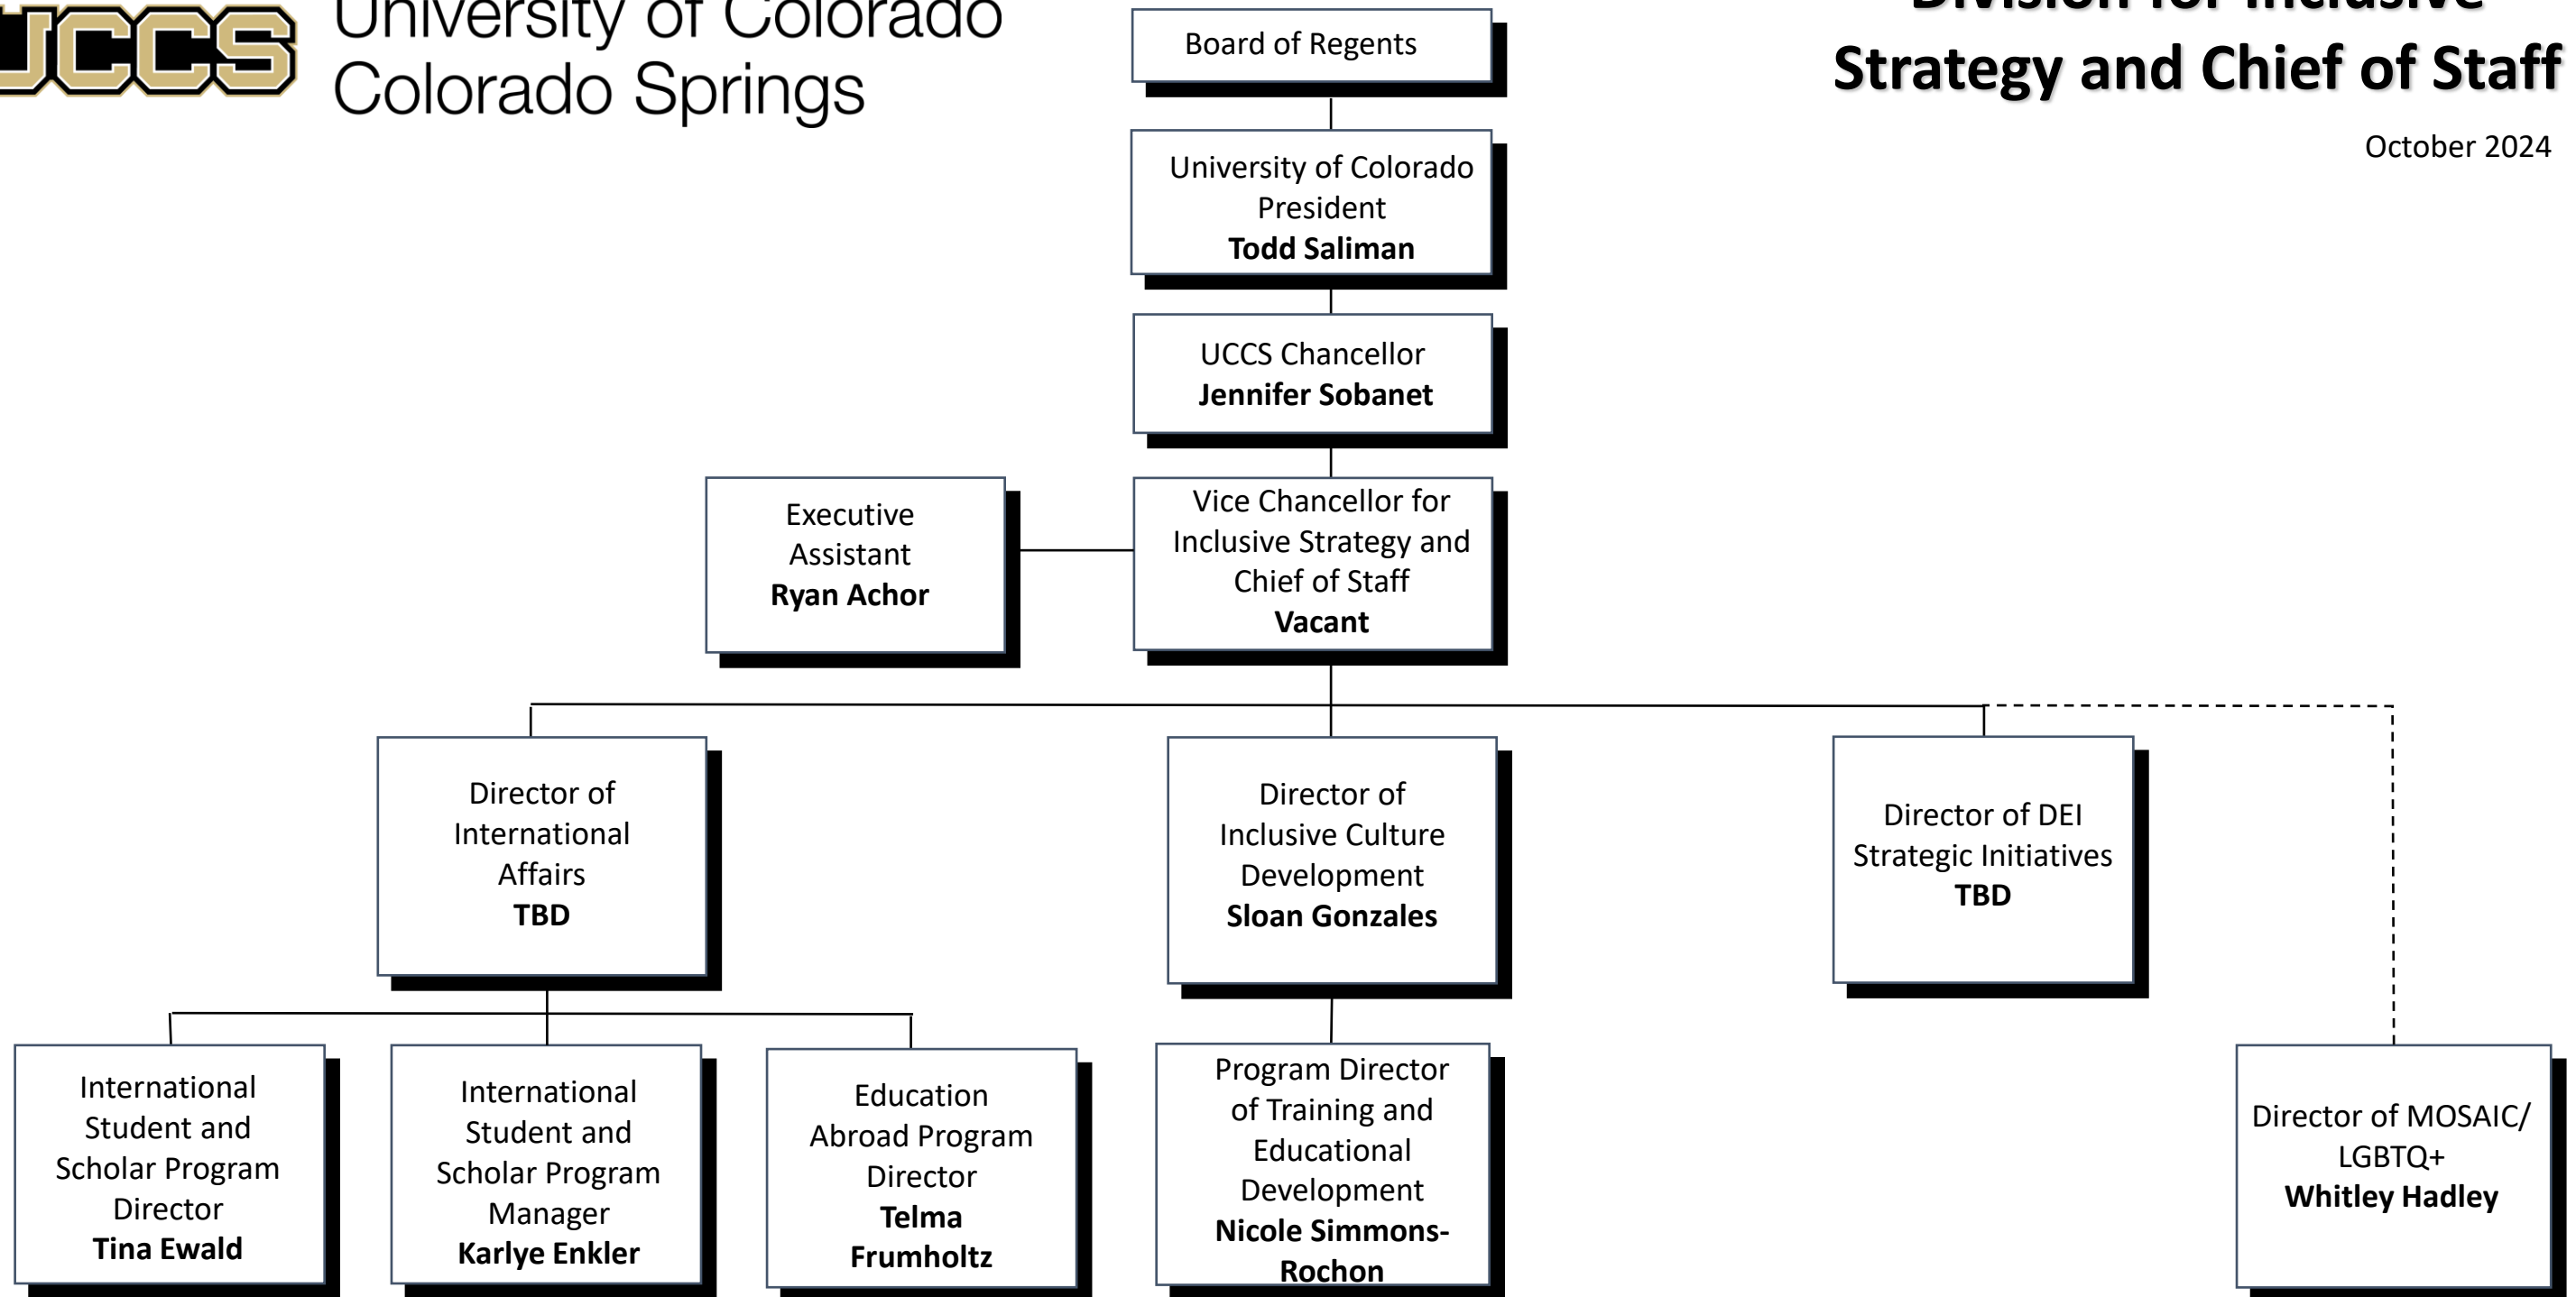 UCCS
University of Colorado
Colorado Springs
Division for Inclusive
Strategy and Chief of Staff
October 2024
Board of Regents
University of Colorado
President
Todd Saliman
UCCS Chancellor
Jennifer Sobanet
Executive
Assistant
Ryan Achor
Vice Chancellor for
Inclusive Strategy and
Chief of Staff
Vacant
Director of
International
Affairs
TBD
Director of
Inclusive Culture
Development
Sloan Gonzales
Director of DEI
Strategic Initiatives
TBD
International
Student and
Scholar Program
Director
Tina Ewald
International
Student and
Scholar Program
Manager
Karlye Enkler
Education
Abroad Program
Director
Telma
Frumholtz
Program Director
of Training and
Educational
Development
Nicole Simmons-
Rochon
Director of MOSAIC/
LGBTQ+
Whitley Hadley